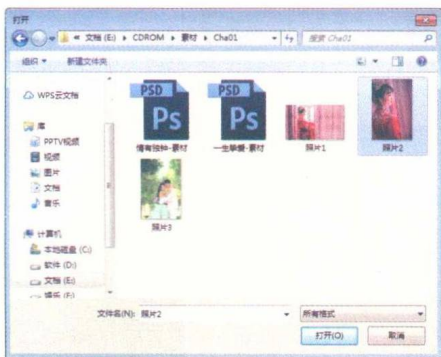 打开
« 文档 (E:) ▸ CDROM ▸ 素材 ▸ Cha01
搜索 Cha01
组织 ▾ 新建文件夹
WPS云文档
库
PPTV视频
视频
图片
文档
音乐
计算机
本地磁盘 (C:)
软件 (D:)
文档 (E:)
娱乐 (F:)
PSD
Ps
情有独钟-素材
PSD
Ps
一生挚爱-素材
照片1
照片2
照片3
文件名(N): 照片2
所有格式
打开(O)
取消